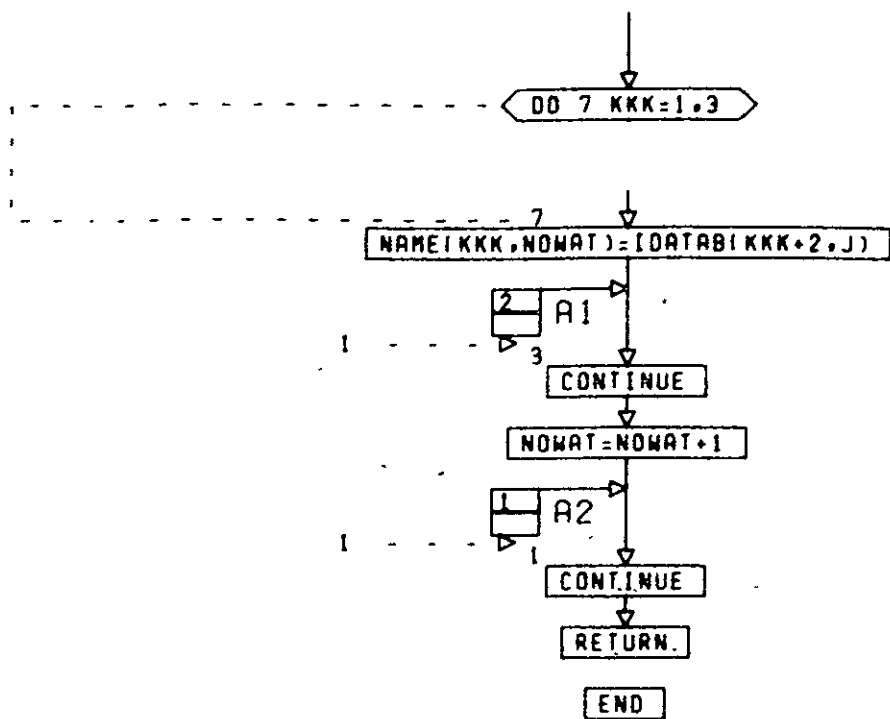 DO 7 KKK=1,3
7
NAME(KKK,NOWAT)=IDATAB(KKK+2,J)
2
A1
I
3
CONTINUE
NOWAT=NOWAT+1
1
A2
I
1
CONTINUE
RETURN.
END